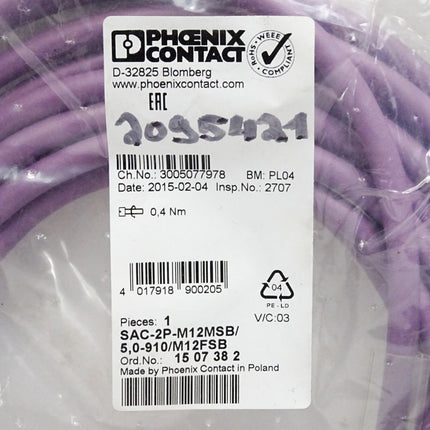 PHŒNIX
CONTACT
RoHS · WEEE COMPLIANT
D-32825 Blomberg
www.phoenixcontact.com
EAC
2095421
Ch.No.: 3005077978 BM: PL04
Date: 2015-02-04 Insp.No.: 2707
0,4 Nm
4 017918 900205
04
PE - LD
Pieces: 1 V/C:03
SAC-2P-M12MSB/
5,0-910/M12FSB
Ord.No.: 15 07 38 2
Made by Phoenix Contact in Poland